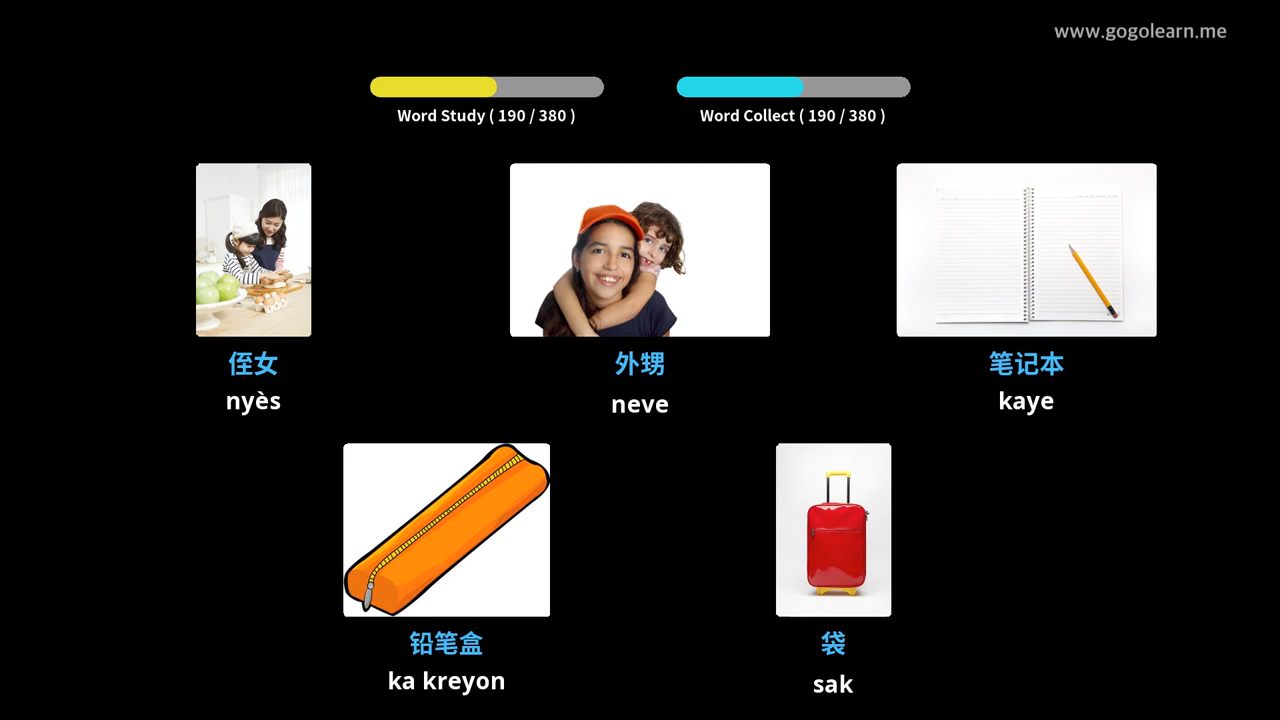 www.gogolearn.me
Word Study ( 190 / 380 )
Word Collect ( 190 / 380 )
侄女
nyès
外甥
neve
笔记本
kaye
铅笔盒
ka kreyon
袋
sak